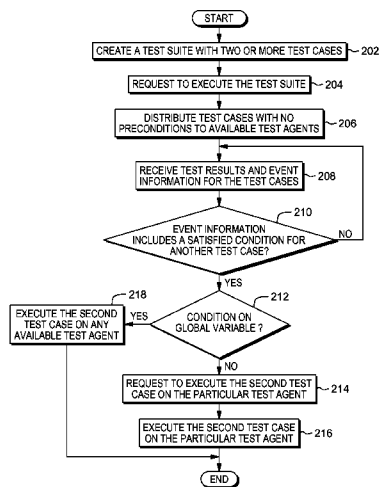 START
CREATE A TEST SUITE WITH TWO OR MORE TEST CASES
202
REQUEST TO EXECUTE THE TEST SUITE
204
DISTRIBUTE TEST CASES WITH NO
PRECONDITIONS TO AVAILABLE TEST AGENTS
206
RECEIVE TEST RESULTS AND EVENT
INFORMATION FOR THE TEST CASES
208
210
EVENT INFORMATION
INCLUDES A SATISFIED CONDITION FOR
ANOTHER TEST CASE?
NO
YES
218
212
EXECUTE THE SECOND
TEST CASE ON ANY
AVAILABLE TEST AGENT
YES
CONDITION ON
GLOBAL VARIABLE ?
NO
REQUEST TO EXECUTE THE SECOND TEST
CASE ON THE PARTICULAR TEST AGENT
214
EXECUTE THE SECOND TEST CASE
ON THE PARTICULAR TEST AGENT
216
END